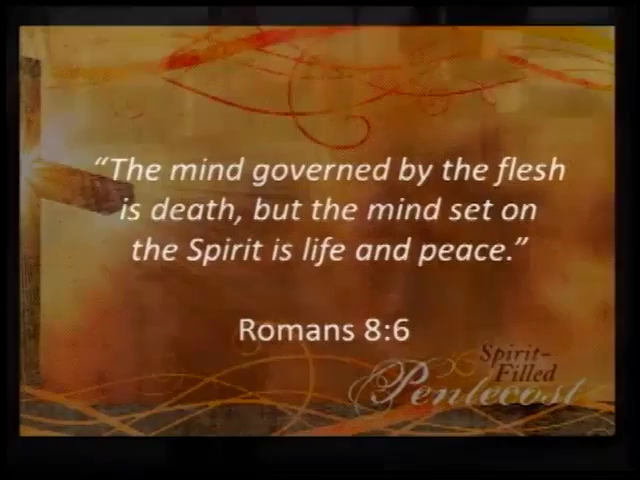 “The mind governed by the flesh
is death, but the mind set on
the Spirit is life and peace.”
Romans 8:6
Spirit-
Filled
Pentecost